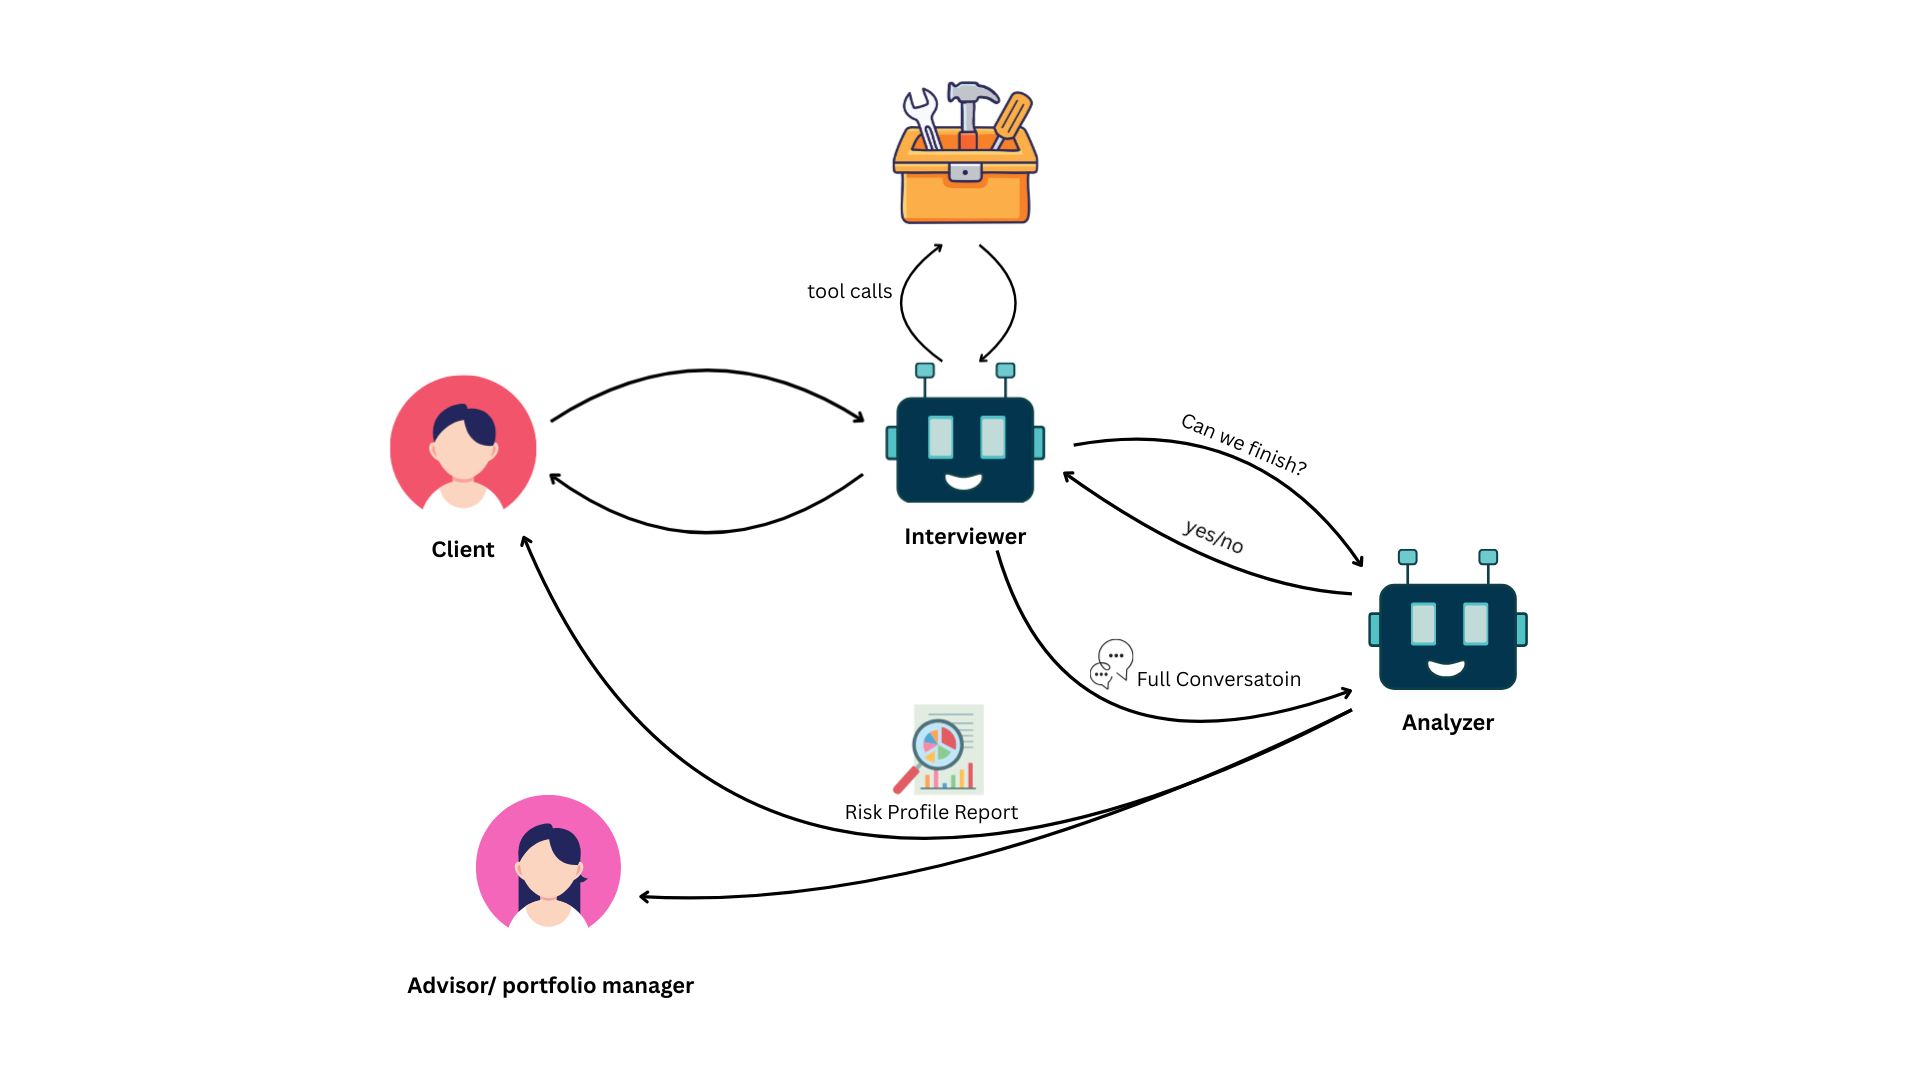 tool calls
Can we finish?
Client
Interviewer
yes/no
Full Conversatoin
Analyzer
Risk Profile Report
Advisor/ portfolio manager